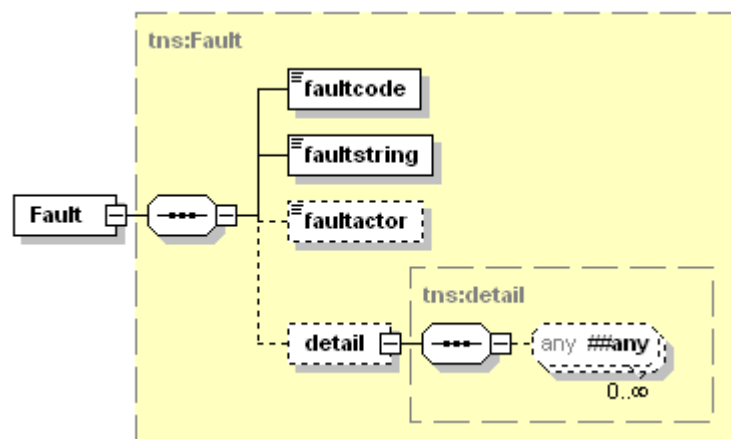 tns:Fault
faultcode
faultstring
Fault
faultactor
tns:detail
detail
any ##any
0..∞